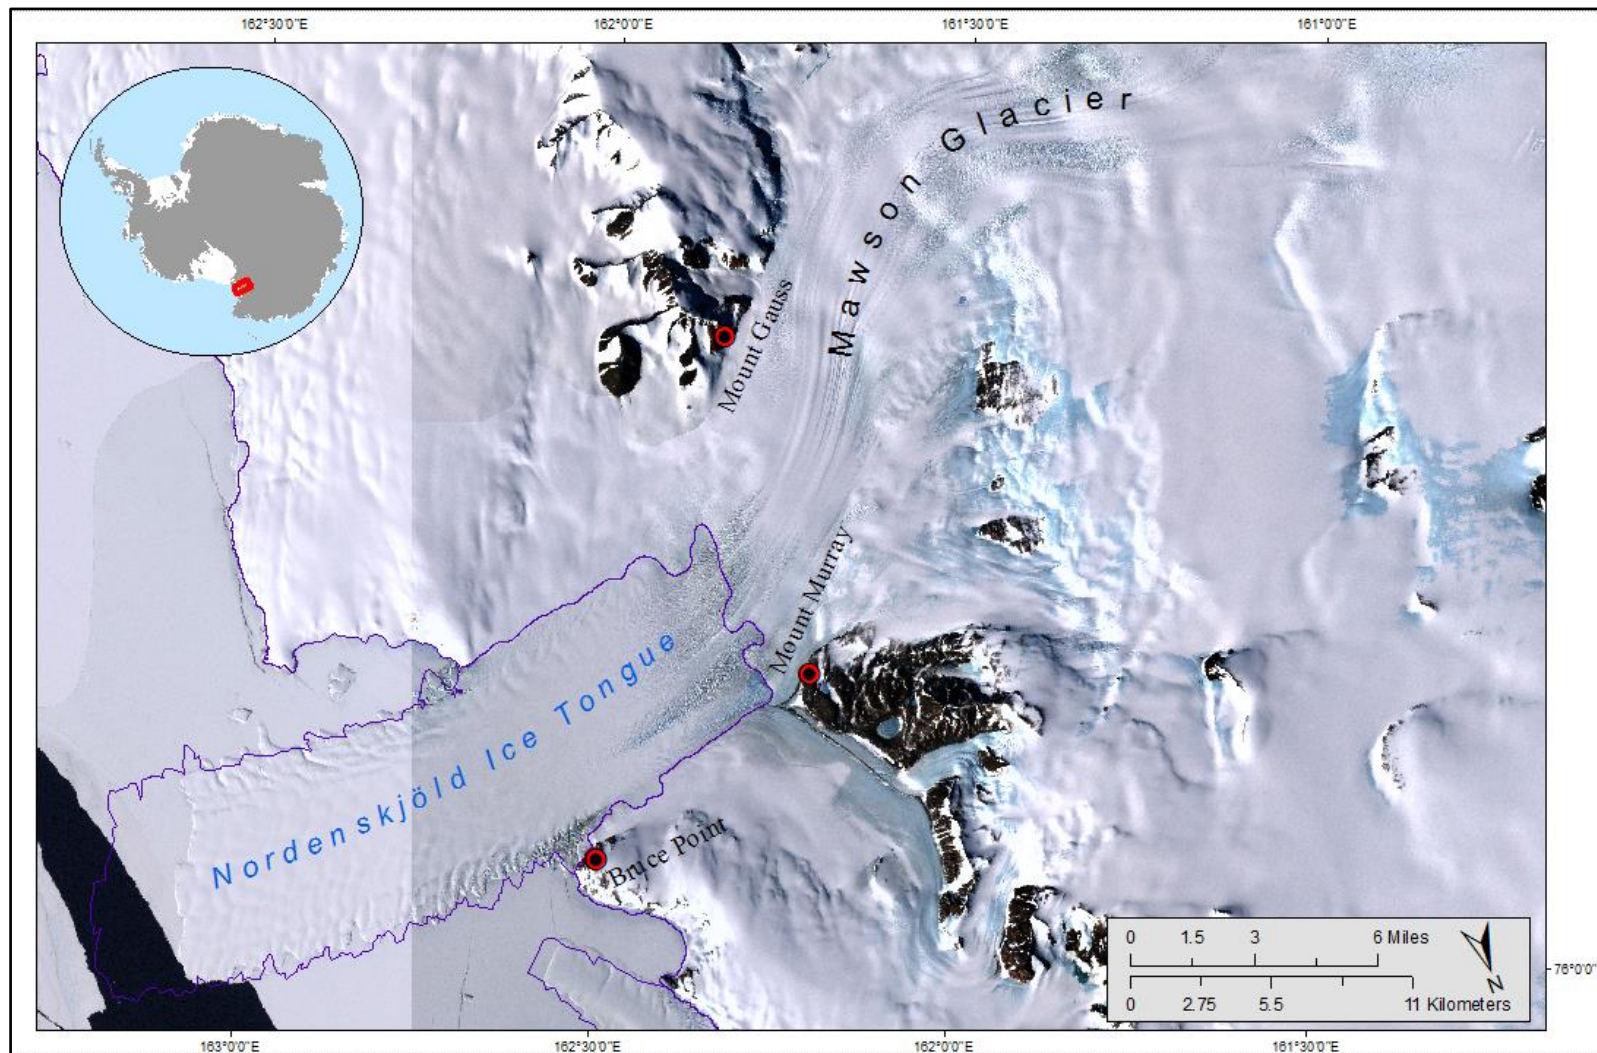 162°30'0"E 162°0'0"E 161°30'0"E 161°0'0"E
Mawson Glacier
Mount Gauss
Mount Murray
Nordenskjöld Ice Tongue
Bruce Point
0 1.5 3 6 Miles
0 2.75 5.5 11 Kilometers
N
76°0'0"
163°0'0"E 162°30'0"E 162°0'0"E 161°30'0"E